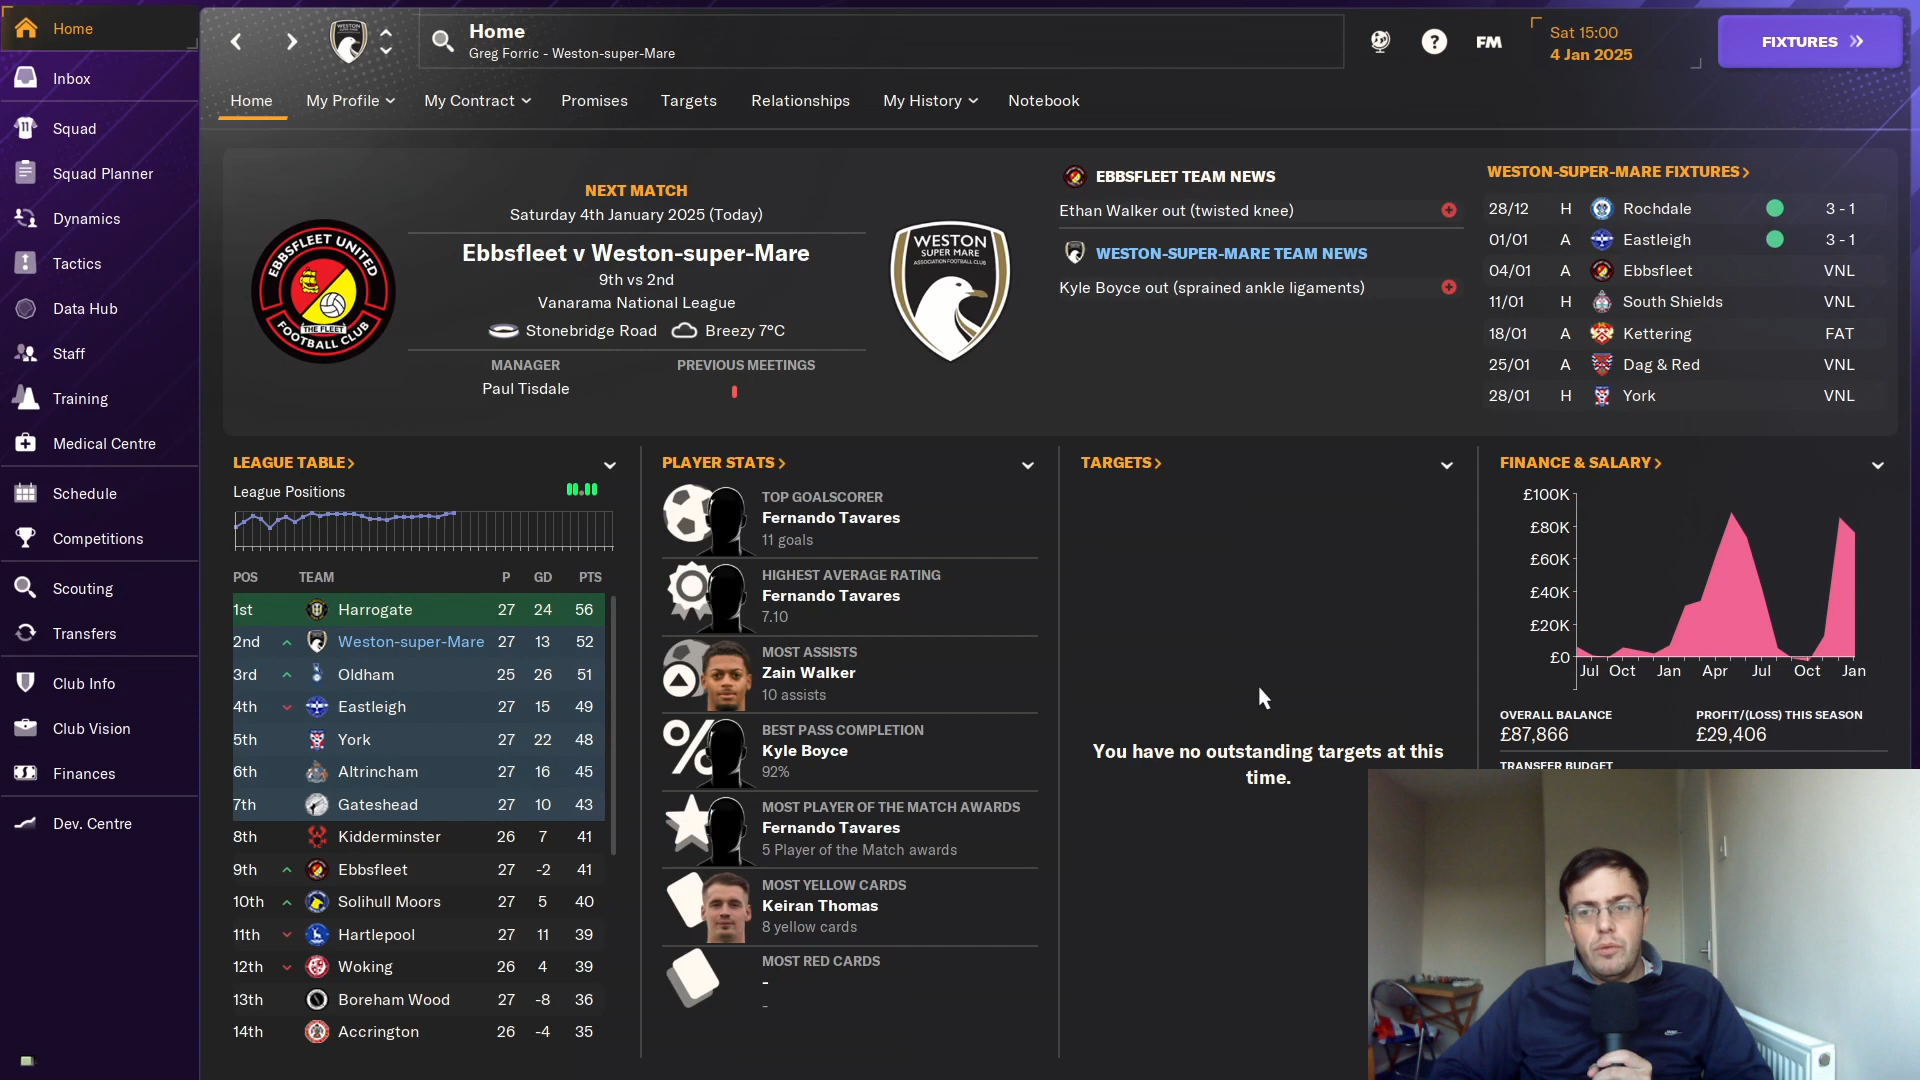 Home
Inbox
Squad
Squad Planner
Dynamics
Tactics
Data Hub
Staff
Training
Medical Centre
Schedule
Competitions
Scouting
Transfers
Club Info
Club Vision
Finances
Dev. Centre
Home
Greg Forric - Weston-super-Mare
FM
Sat 15:00
4 Jan 2025
FIXTURES
Home My Profile My Contract Promises Targets Relationships My History Notebook
EBBSFLEET UNITED
THE FLEET
FOOTBALL CLUB
NEXT MATCH
Saturday 4th January 2025 (Today)
Ebbsfleet v Weston-super-Mare
9th vs 2nd
Vanarama National League
Stonebridge Road Breezy 7°C
MANAGER PREVIOUS MEETINGS
Paul Tisdale
WESTON
SUPER MARE
ASSOCIATION FOOTBALL CLUB
EBBSFLEET TEAM NEWS
Ethan Walker out (twisted knee)
WESTON-SUPER-MARE TEAM NEWS
Kyle Boyce out (sprained ankle ligaments)
WESTON-SUPER-MARE FIXTURES
28/12 H Rochdale 3 - 1
01/01 A Eastleigh 3 - 1
04/01 A Ebbsfleet VNL
11/01 H South Shields VNL
18/01 A Kettering FAT
25/01 A Dag & Red VNL
28/01 H York VNL
LEAGUE TABLE
League Positions
POS TEAM P GD PTS
1st Harrogate 27 24 56
2nd Weston-super-Mare 27 13 52
3rd Oldham 25 26 51
4th Eastleigh 27 15 49
5th York 27 22 48
6th Altrincham 27 16 45
7th Gateshead 27 10 43
8th Kidderminster 26 7 41
9th Ebbsfleet 27 -2 41
10th Solihull Moors 27 5 40
11th Hartlepool 27 11 39
12th Woking 26 4 39
13th Boreham Wood 27 -8 36
14th Accrington 26 -4 35
PLAYER STATS
TOP GOALSCORER
Fernando Tavares
11 goals
HIGHEST AVERAGE RATING
Fernando Tavares
7.10
MOST ASSISTS
Zain Walker
10 assists
BEST PASS COMPLETION
Kyle Boyce
92%
MOST PLAYER OF THE MATCH AWARDS
Fernando Tavares
5 Player of the Match awards
MOST YELLOW CARDS
Keiran Thomas
8 yellow cards
MOST RED CARDS
-
-
TARGETS
You have no outstanding targets at this
time.
FINANCE & SALARY
£100K
£80K
£60K
£40K
£20K
£0
Jul Oct Jan Apr Jul Oct Jan
OVERALL BALANCE PROFIT/(LOSS) THIS SEASON
£87,866 £29,406
TRANSFER BUDGET